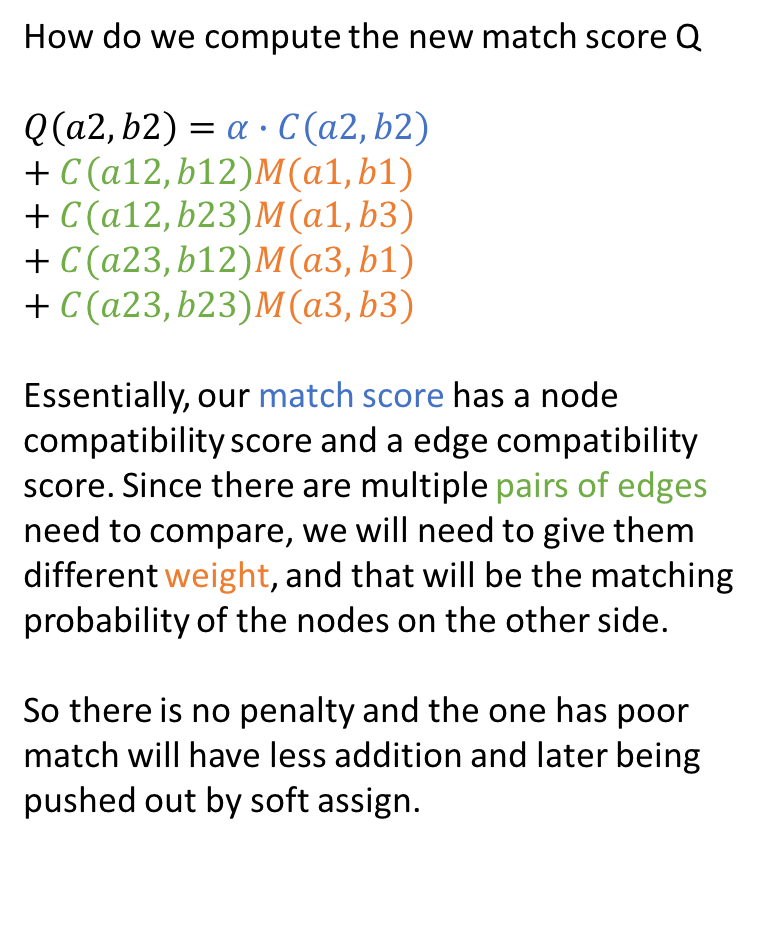 How do we compute the new match score Q
Q(a2, b2) = α · C(a2, b2)
+ C(a12, b12)M(a1, b1)
+ C(a12, b23)M(a1, b3)
+ C(a23, b12)M(a3, b1)
+ C(a23, b23)M(a3, b3)
Essentially, our match score has a node
compatibility score and a edge compatibility
score. Since there are multiple pairs of edges
need to compare, we will need to give them
different weight, and that will be the matching
probability of the nodes on the other side.
So there is no penalty and the one has poor
match will have less addition and later being
pushed out by soft assign.